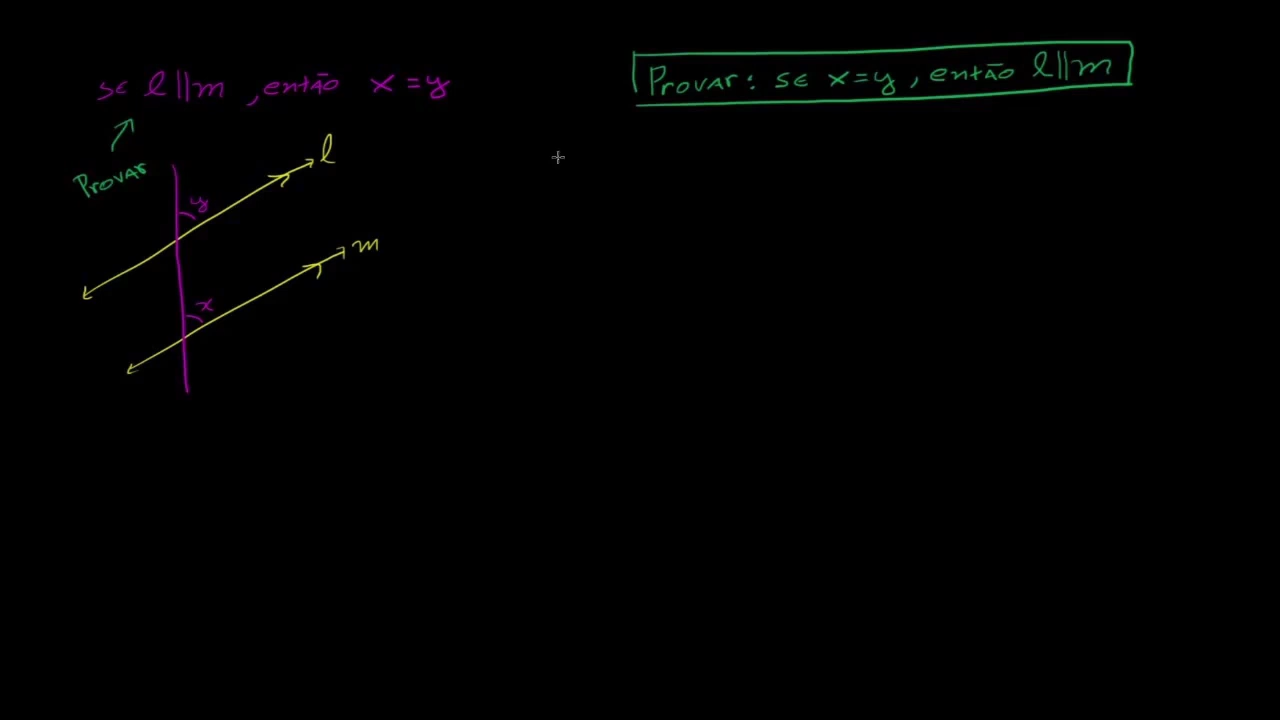 se l || m , então x = y
Provar: se x = y , então l || m
Provar
l
y
m
x